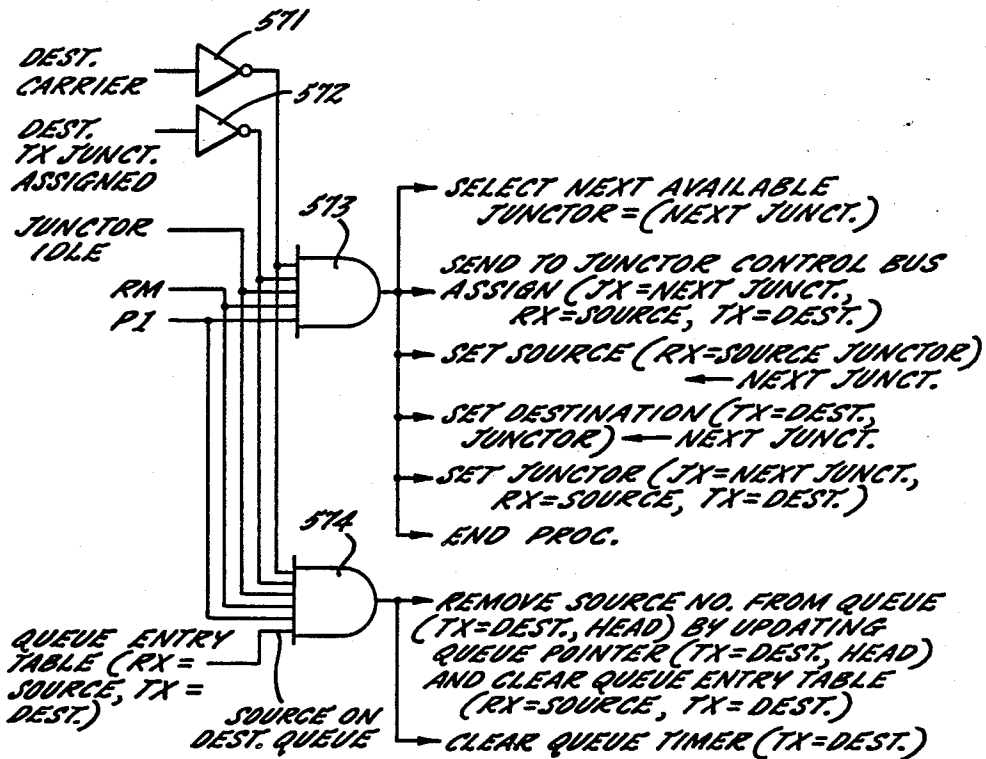 571
DEST.
CARRIER
572
DEST.
TX JUNCT.
ASSIGNED
JUNCTOR
IDLE
RM
P1
573
SELECT NEXT AVAILABLE
JUNCTOR = (NEXT JUNCT.)
SEND TO JUNCTOR CONTROL BUS
ASSIGN (JX=NEXT JUNCT.,
RX=SOURCE, TX=DEST.)
SET SOURCE (RX=SOURCE JUNCTOR)
← NEXT JUNCT.
SET DESTINATION (TX=DEST.,
JUNCTOR) ← NEXT JUNCT.
SET JUNCTOR (JX=NEXT JUNCT.,
RX=SOURCE, TX=DEST.)
END PROC.
574
QUEUE ENTRY
TABLE (RX =
SOURCE, TX =
DEST.)
SOURCE ON
DEST. QUEUE
REMOVE SOURCE NO. FROM QUEUE
(TX=DEST., HEAD) BY UPDATING
QUEUE POINTER (TX=DEST, HEAD)
AND CLEAR QUEUE ENTRY TABLE
(RX=SOURCE, TX=DEST.)
CLEAR QUEUE TIMER (TX=DEST.)